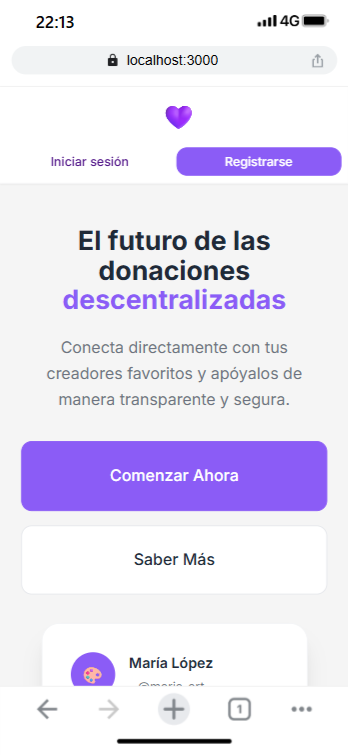 22:13
4G
localhost:3000
Iniciar sesión
Registrarse
El futuro de las
donaciones
descentralizadas
Conecta directamente con tus
creadores favoritos y apóyalos de
manera transparente y segura.
Comenzar Ahora
Saber Más
María López
1